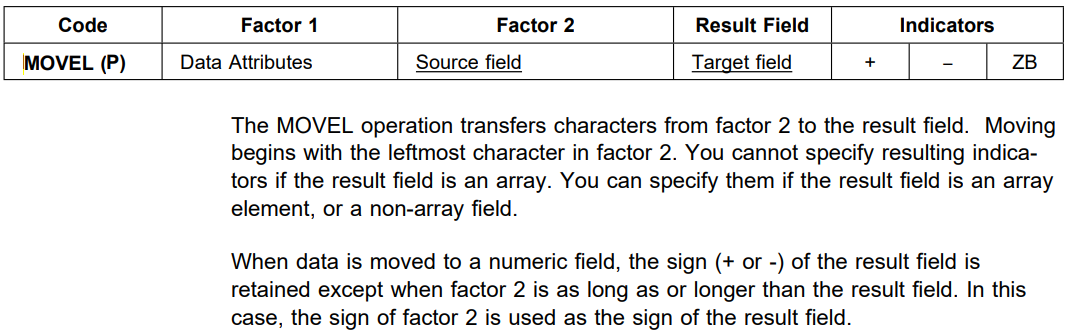 Code Factor 1 Factor 2 Result Field Indicators
MOVEL (P) Data Attributes Source field Target field + − ZB
The MOVEL operation transfers characters from factor 2 to the result field.  Moving
begins with the leftmost character in factor 2. You cannot specify resulting indica-
tors if the result field is an array. You can specify them if the result field is an array
element, or a non-array field.
When data is moved to a numeric field, the sign (+ or -) of the result field is
retained except when factor 2 is as long as or longer than the result field. In this
case, the sign of factor 2 is used as the sign of the result field.